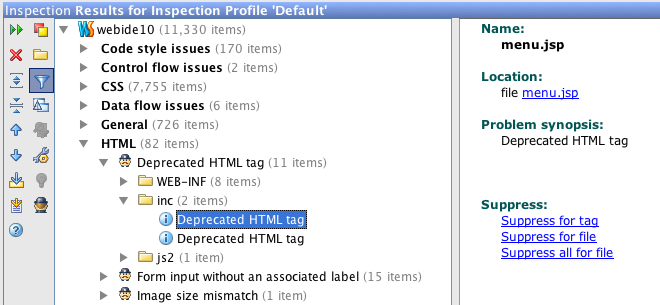 Inspection Results for Inspection Profile 'Default'
webide10 (11,330 items)
Code style issues (170 items)
Control flow issues (2 items)
CSS (7,755 items)
Data flow issues (6 items)
General (726 items)
HTML (82 items)
Deprecated HTML tag (11 items)
WEB-INF (8 items)
inc (2 items)
Deprecated HTML tag
Deprecated HTML tag
js2 (1 item)
Form input without an associated label (15 items)
Image size mismatch (1 item)
Name:
menu.jsp
Location:
file menu.jsp
Problem synopsis:
Deprecated HTML tag
Suppress:
Suppress for tag
Suppress for file
Suppress all for file